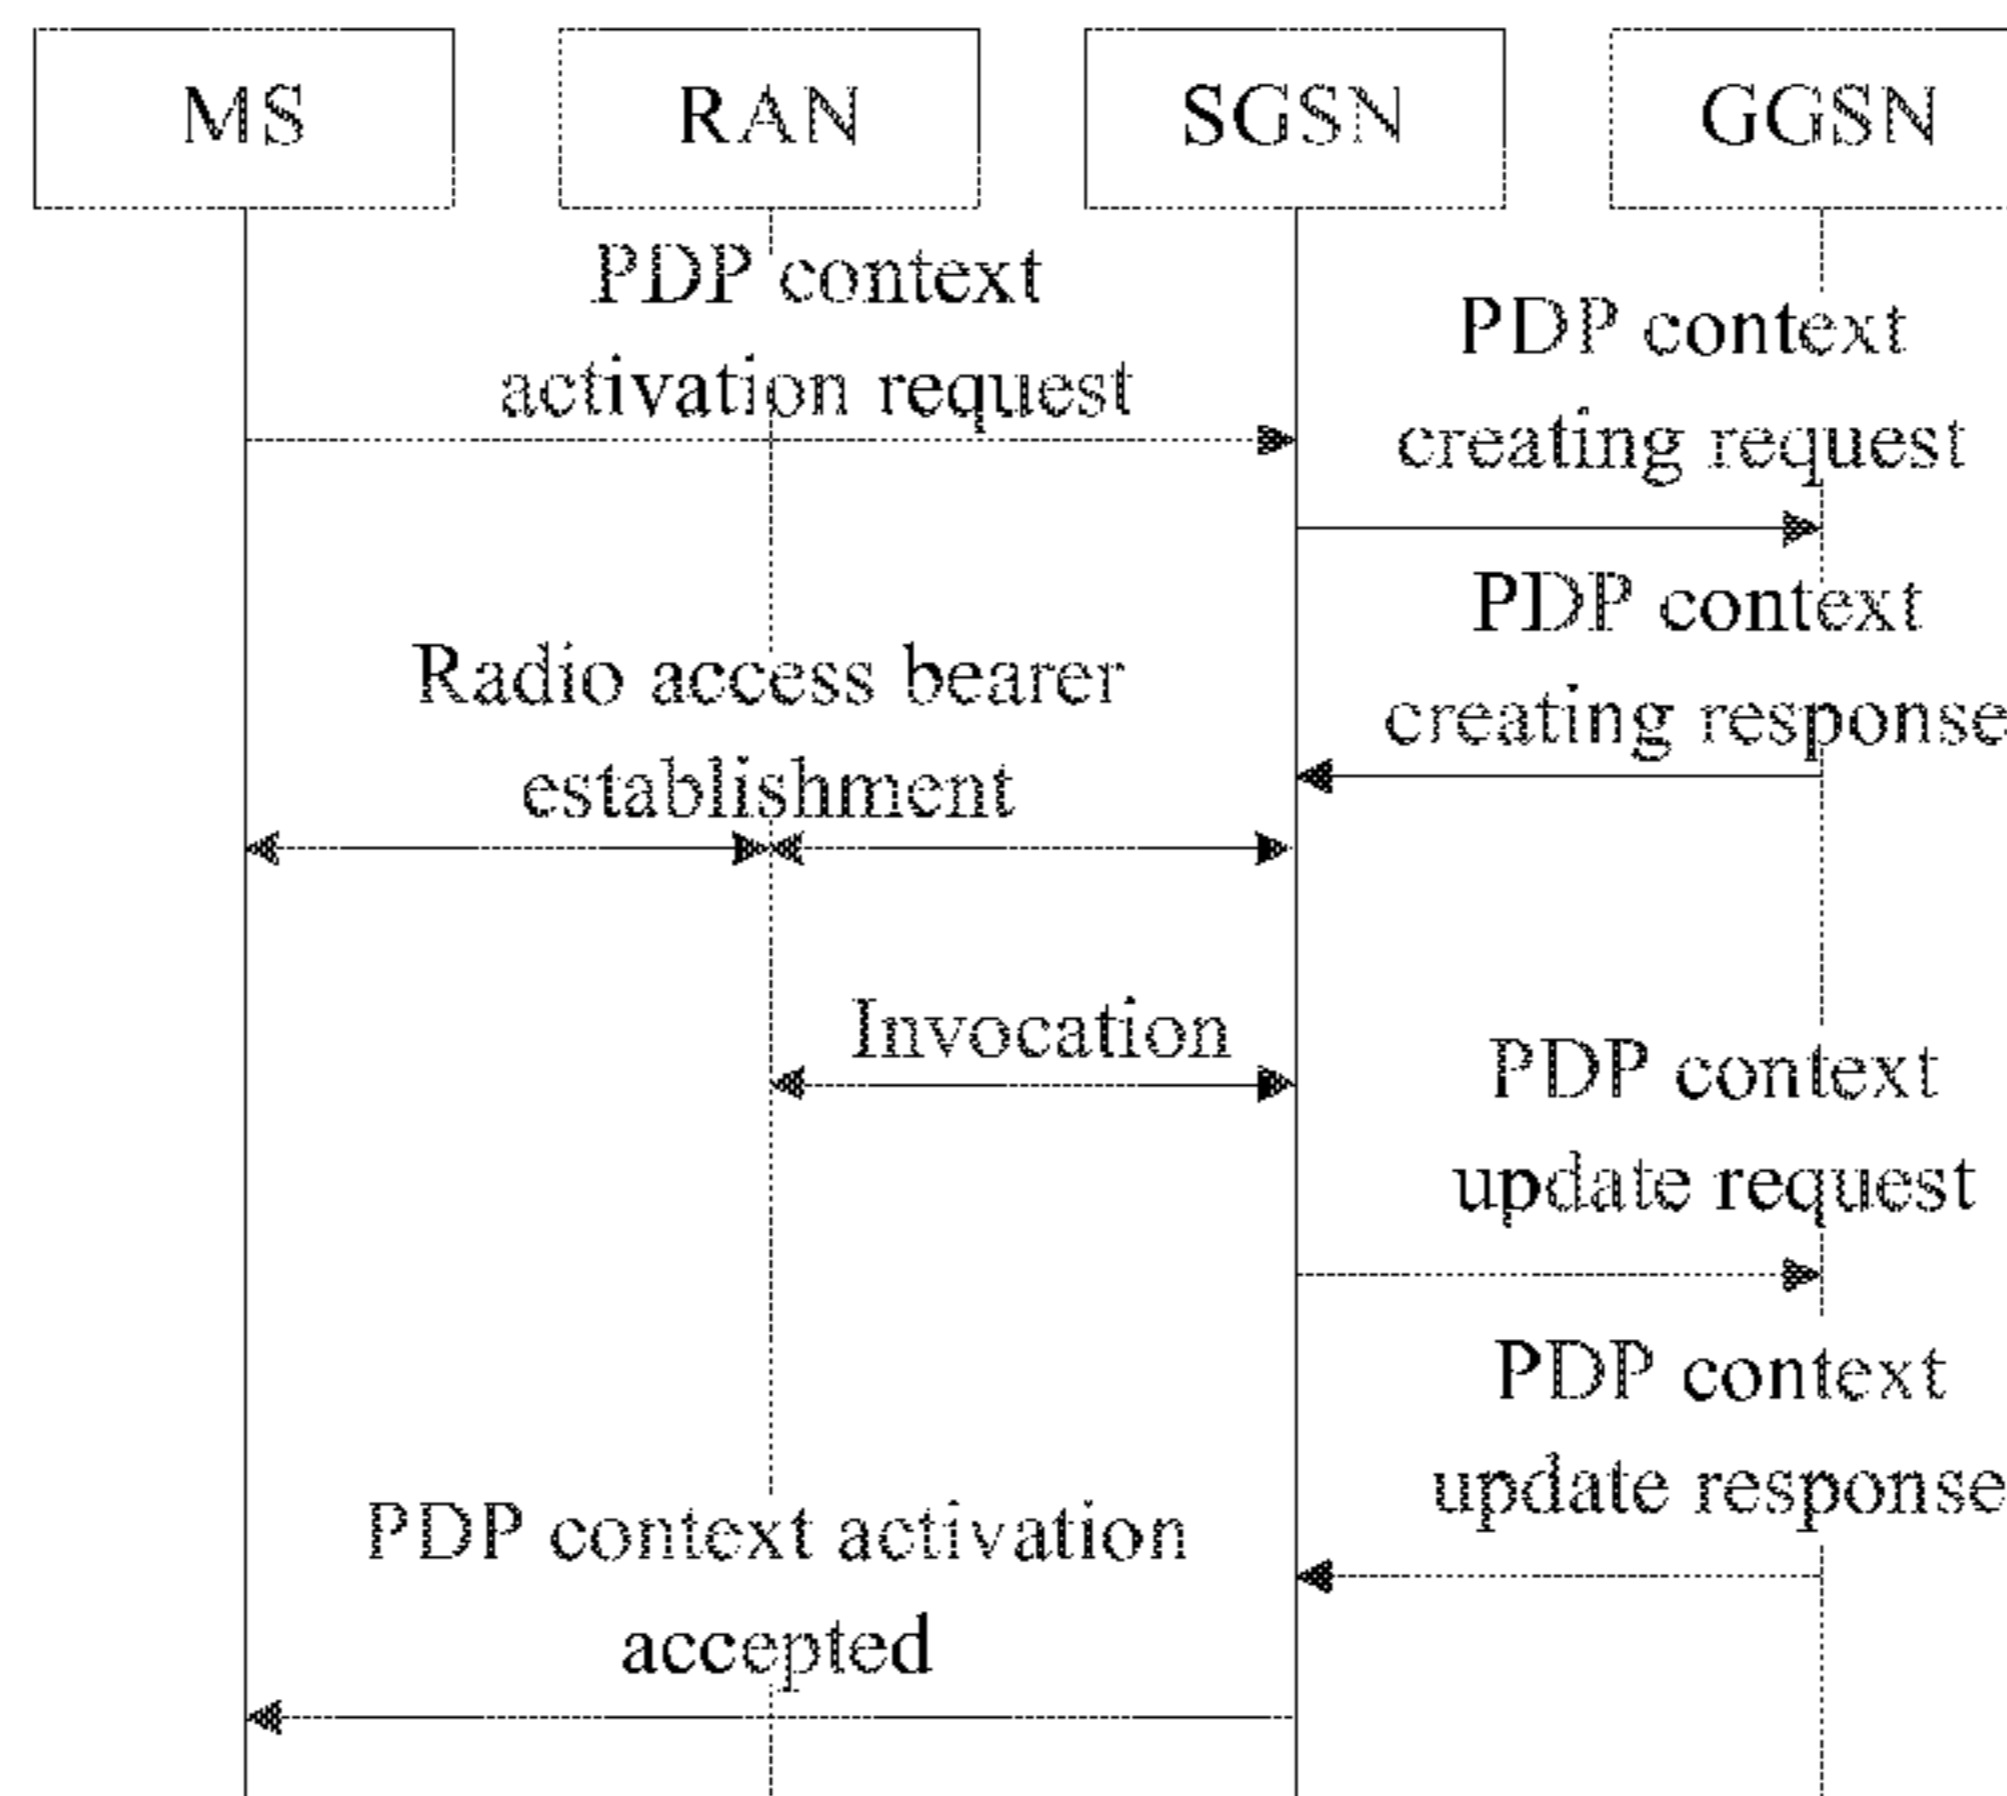 MS
RAN
SGSN
GGSN
PDP context
activation request
PDP context
creating request
PDP context
creating response
Radio access bearer
establishment
Invocation
PDP context
update request
PDP context
update response
PDP context activation
accepted